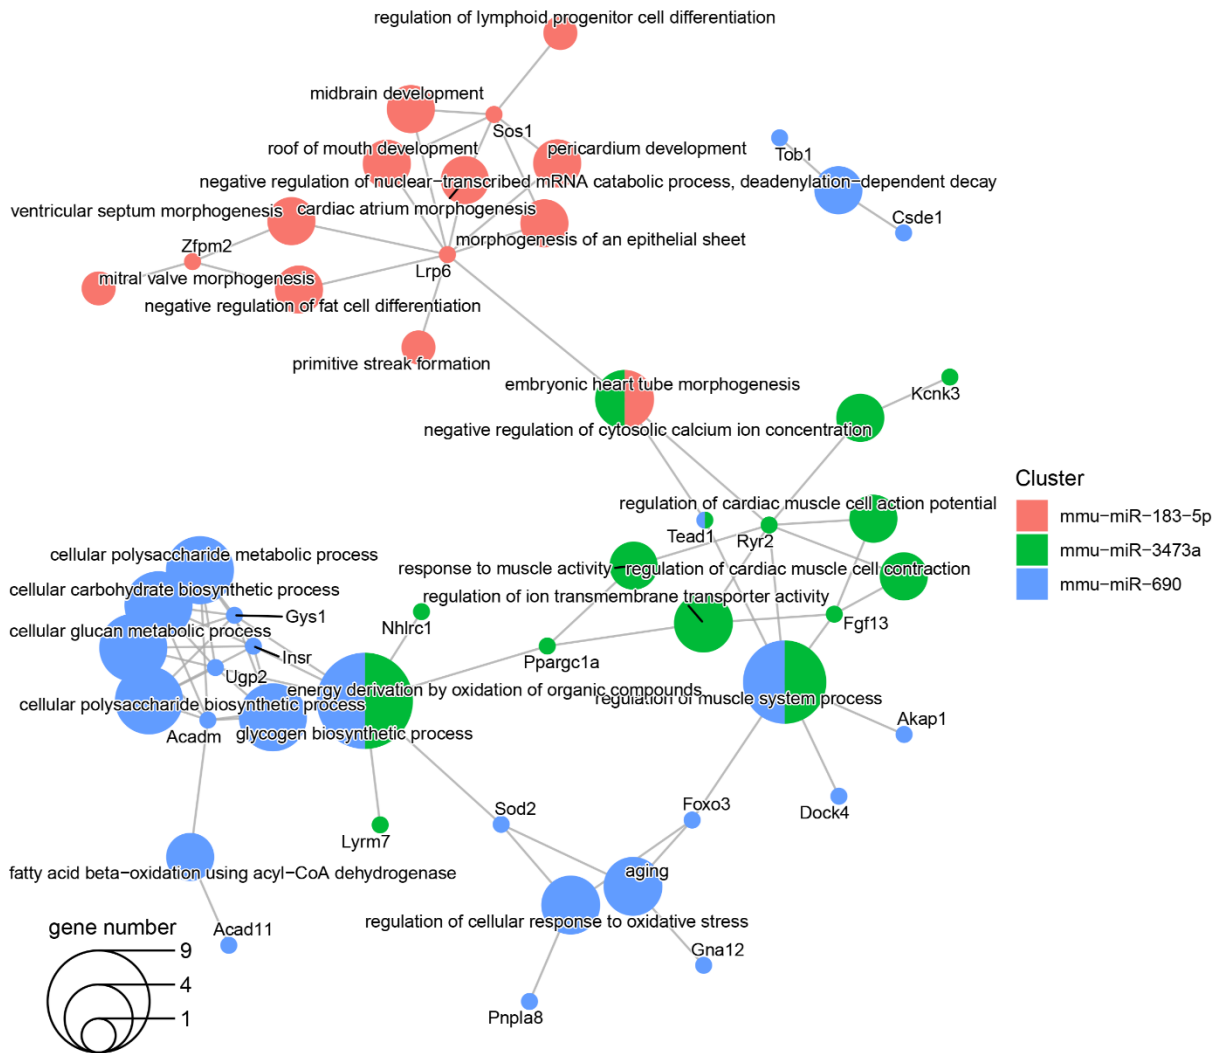 regulation of lymphoid progenitor cell differentiation
midbrain development
Sos1
roof of mouth development
pericardium development
Tob1
negative regulation of nuclear−transcribed mRNA catabolic process, deadenylation−dependent decay
ventricular septum morphogenesis
cardiac atrium morphogenesis
Csde1
Zfpm2
morphogenesis of an epithelial sheet
Lrp6
mitral valve morphogenesis
negative regulation of fat cell differentiation
primitive streak formation
embryonic heart tube morphogenesis
Kcnk3
negative regulation of cytosolic calcium ion concentration
Cluster
mmu−miR−183−5p
mmu−miR−3473a
mmu−miR−690
regulation of cardiac muscle cell action potential
Tead1
Ryr2
cellular polysaccharide metabolic process
response to muscle activity
regulation of cardiac muscle cell contraction
cellular carbohydrate biosynthetic process
regulation of ion transmembrane transporter activity
Gys1
Nhlrc1
Fgf13
cellular glucan metabolic process
Insr
Ppargc1a
Ugp2
energy derivation by oxidation of organic compounds
regulation of muscle system process
cellular polysaccharide biosynthetic process
Acadm
glycogen biosynthetic process
Akap1
Sod2
Foxo3
Dock4
Lyrm7
fatty acid beta−oxidation using acyl−CoA dehydrogenase
aging
regulation of cellular response to oxidative stress
gene number
Acad11
9
Gna12
4
1
Pnpla8